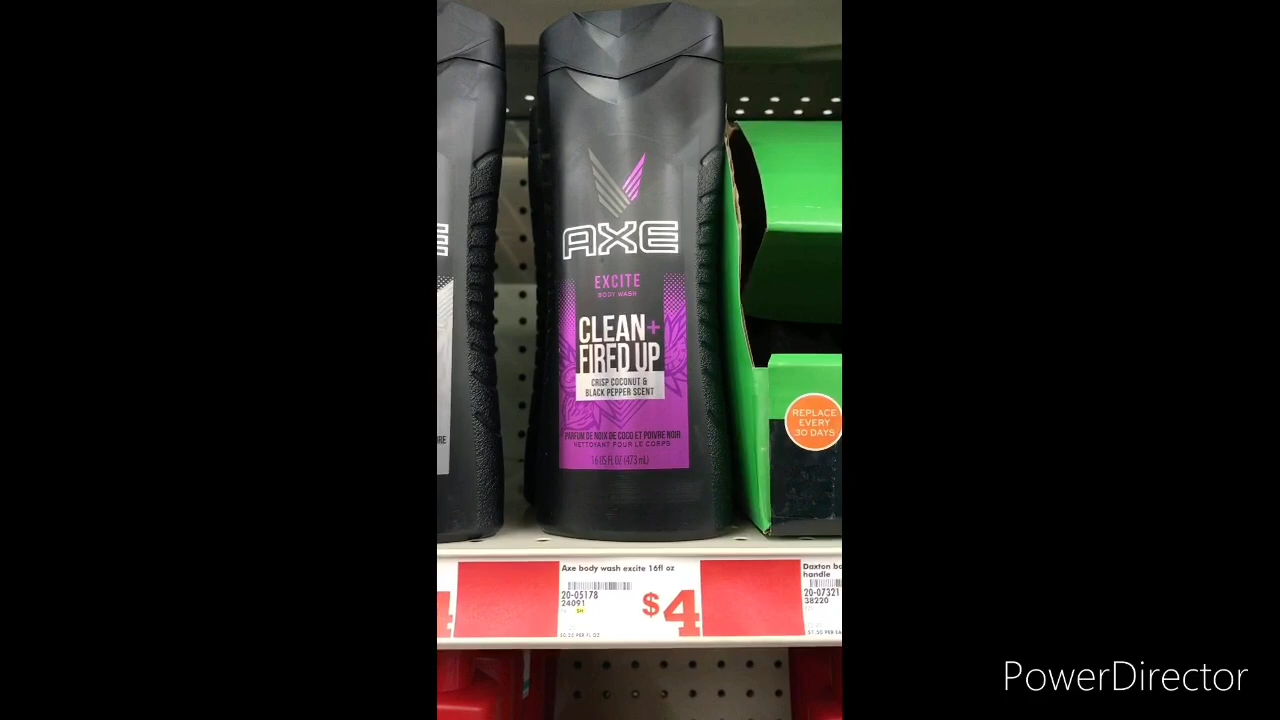 AXE
EXCITE
BODY WASH
CLEAN+
FIRED UP
CRISP COCONUT &
BLACK PEPPER SCENT
PARFUM DE NOIX DE COCO ET POIVRE NOIR
NETTOYANT POUR LE CORPS
16 FL OZ (473 mL)
REPLACE
EVERY
30 DAYS
Axe body wash excite 16fl oz
20-05178
24091
SH
$4
Daxton
handle
20-07321
38220
PowerDirector